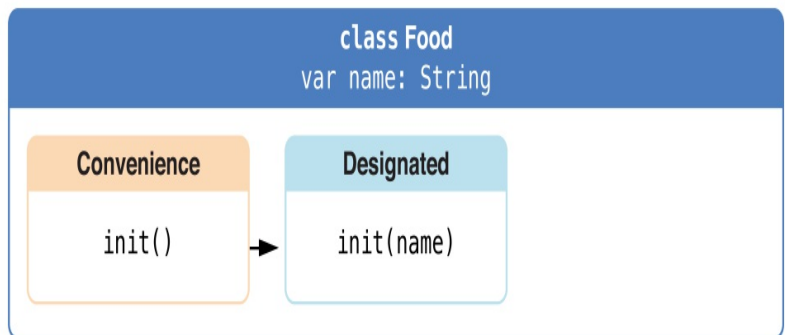 class Food
var name: String
Convenience
Designated
init()
init(name)